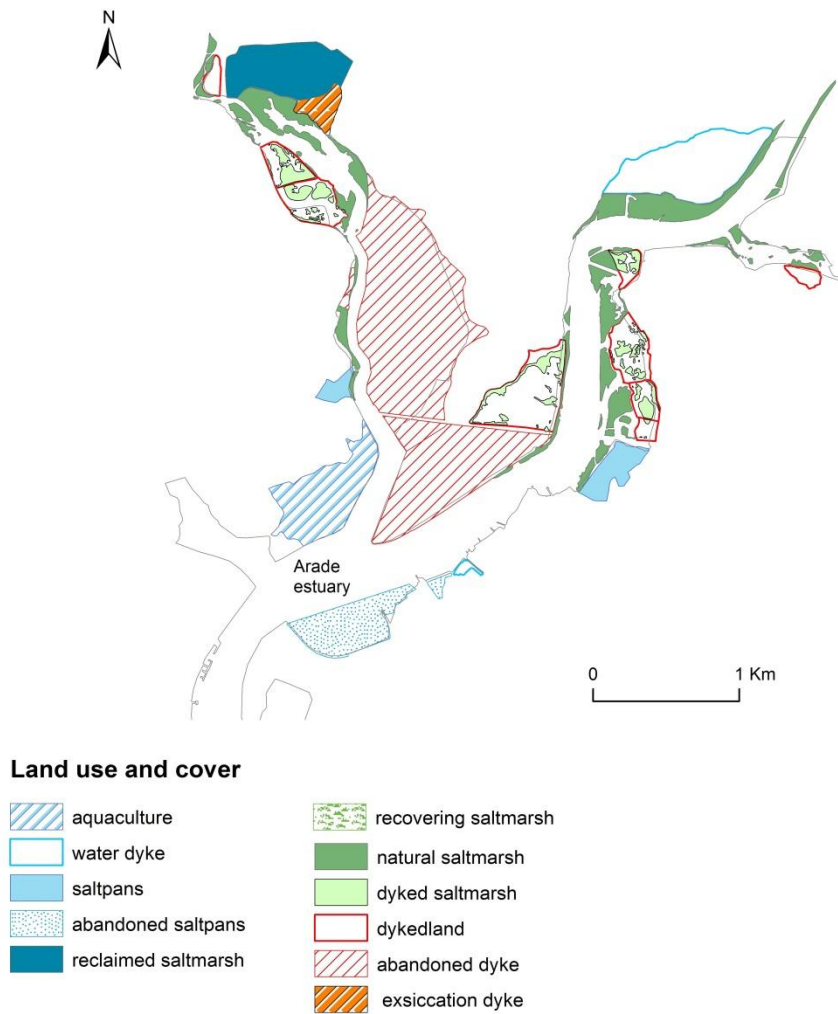 N
Arade
estuary
0 1 Km
Land use and cover
aquaculture
water dyke
saltpans
abandoned saltpans
reclaimed saltmarsh
recovering saltmarsh
natural saltmarsh
dyked saltmarsh
dykedland
abandoned dyke
exsiccation dyke